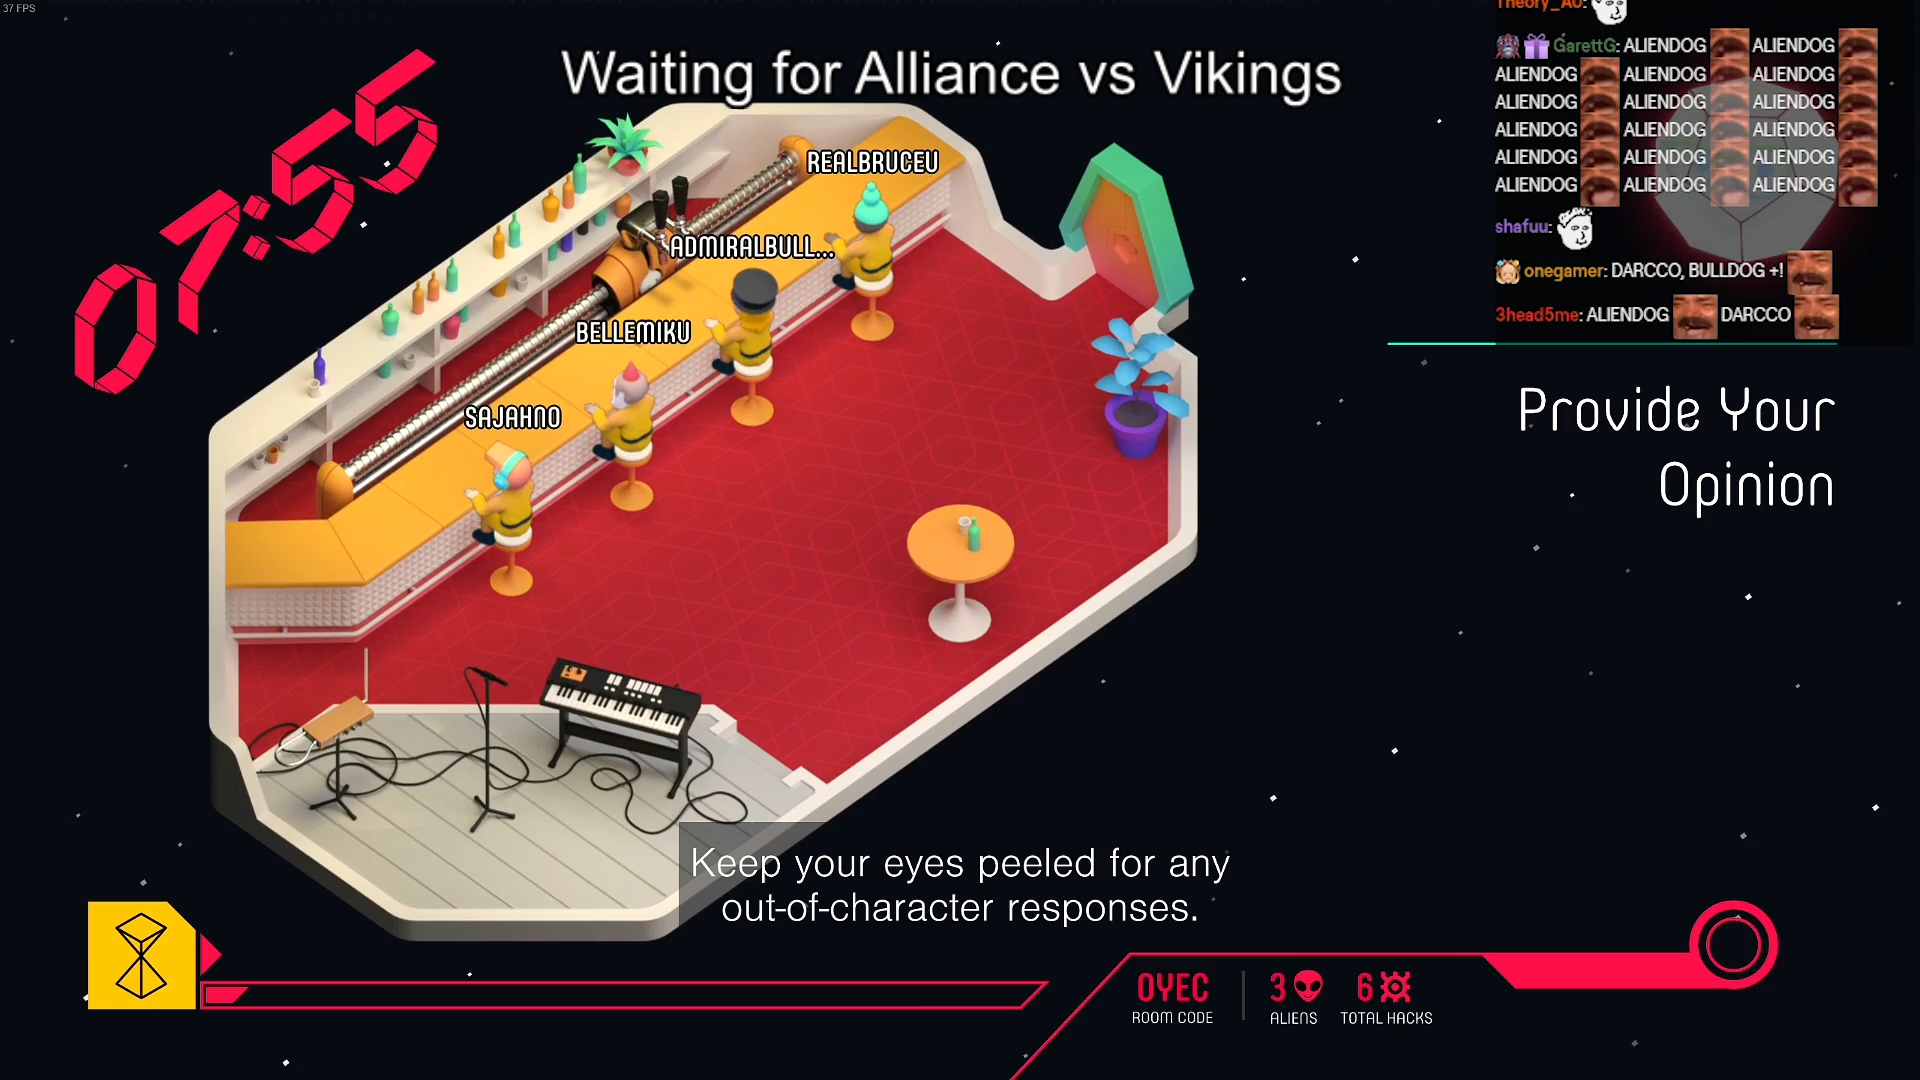 37 FPS
07:55
Waiting for Alliance vs Vikings
REALBRUCEU
ADMIRALBULL...
BELLEMIKU
SAJAHNO
Theory_AU:
GarettG: ALIENDOG ALIENDOG
ALIENDOG ALIENDOG ALIENDOG
ALIENDOG ALIENDOG ALIENDOG
ALIENDOG ALIENDOG ALIENDOG
ALIENDOG ALIENDOG ALIENDOG
ALIENDOG ALIENDOG ALIENDOG
shafuu:
onegamer: DARCCO, BULLDOG +!
3head5me: ALIENDOG DARCCO
Provide Your
Opinion
Keep your eyes peeled for any
out-of-character responses.
OYEC
ROOM CODE
3
ALIENS
6
TOTAL HACKS